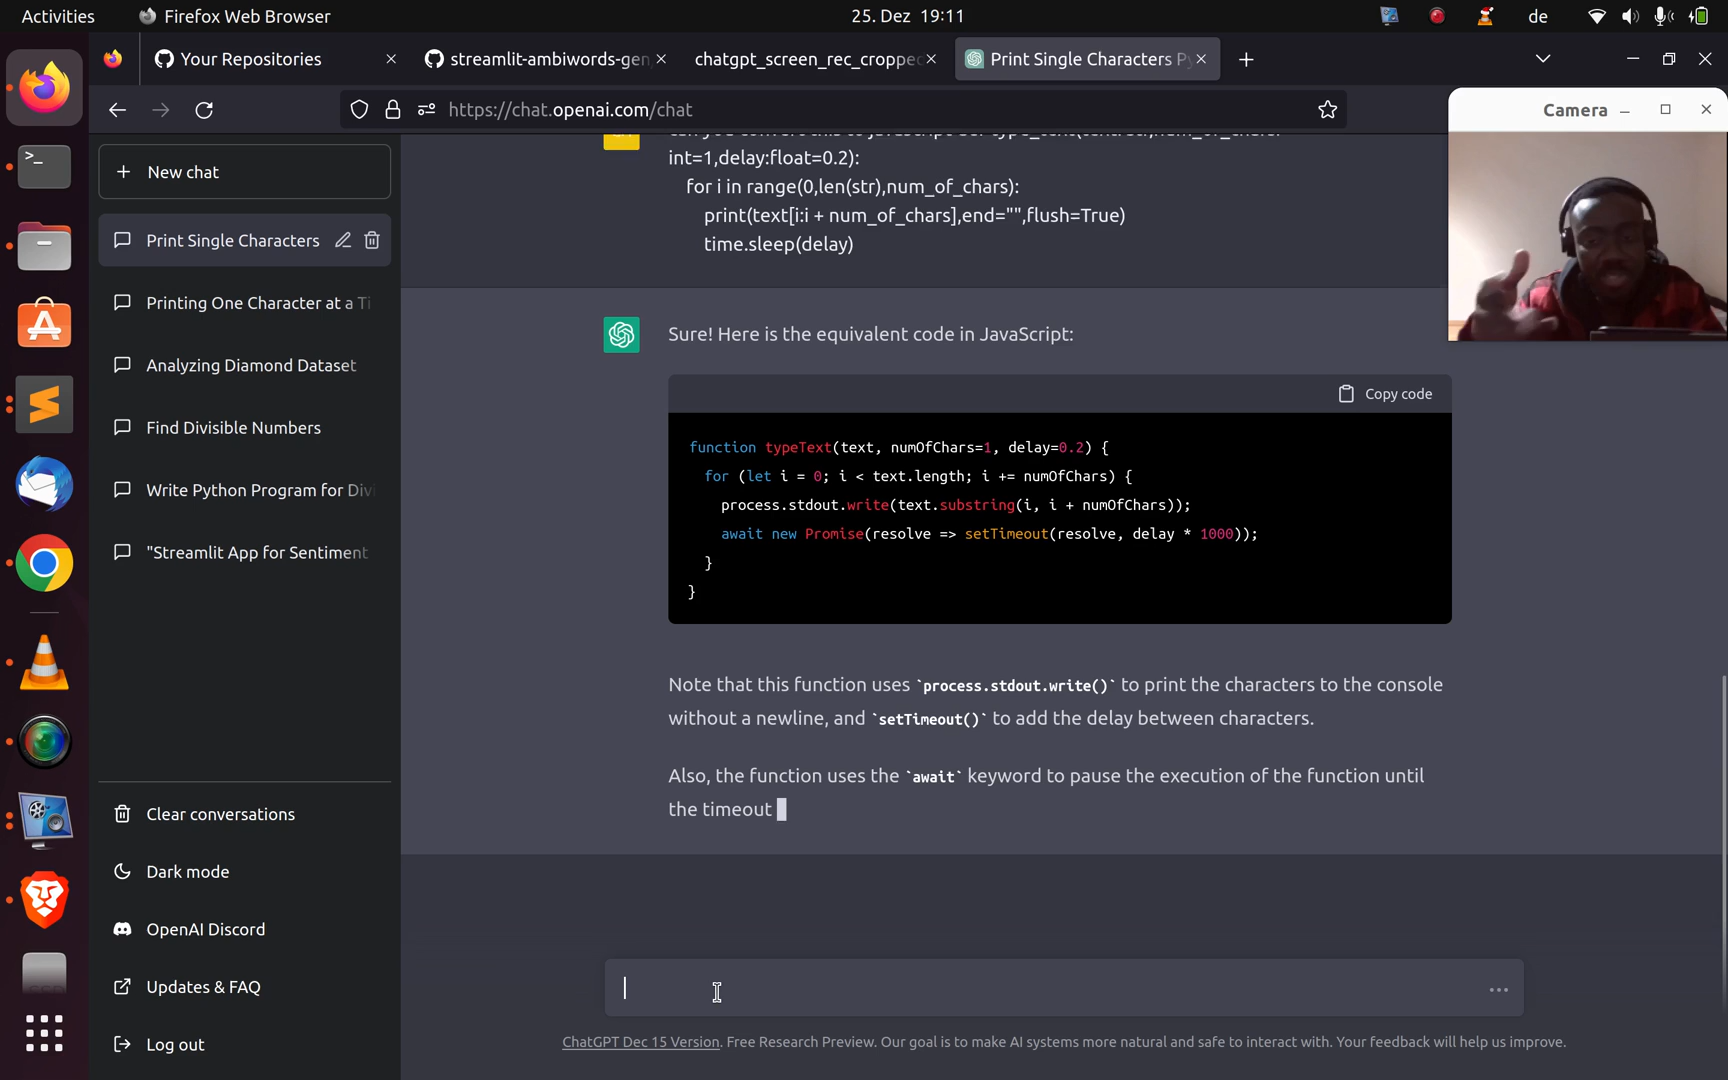 Activities
Firefox Web Browser
25. Dez 19:11
de
Your Repositories
streamlit-ambiwords-gen
chatgpt_screen_rec_cropped
Print Single Characters Py
https://chat.openai.com/chat
Camera
New chat
Print Single Characters
Printing One Character at a Ti
Analyzing Diamond Dataset
Find Divisible Numbers
Write Python Program for Divi
"Streamlit App for Sentiment
Clear conversations
Dark mode
OpenAI Discord
Updates & FAQ
Log out
int=1,delay:float=0.2):
for i in range(0,len(str),num_of_chars):
print(text[i:i + num_of_chars],end="",flush=True)
time.sleep(delay)
Sure! Here is the equivalent code in JavaScript:
Copy code
function typeText(text, numOfChars=1, delay=0.2) {
for (let i = 0; i < text.length; i += numOfChars) {
process.stdout.write(text.substring(i, i + numOfChars));
await new Promise(resolve => setTimeout(resolve, delay * 1000));
}
}
Note that this function uses `process.stdout.write()` to print the characters to the console
without a newline, and `setTimeout()` to add the delay between characters.
Also, the function uses the `await` keyword to pause the execution of the function until
the timeout
ChatGPT Dec 15 Version. Free Research Preview. Our goal is to make AI systems more natural and safe to interact with. Your feedback will help us improve.